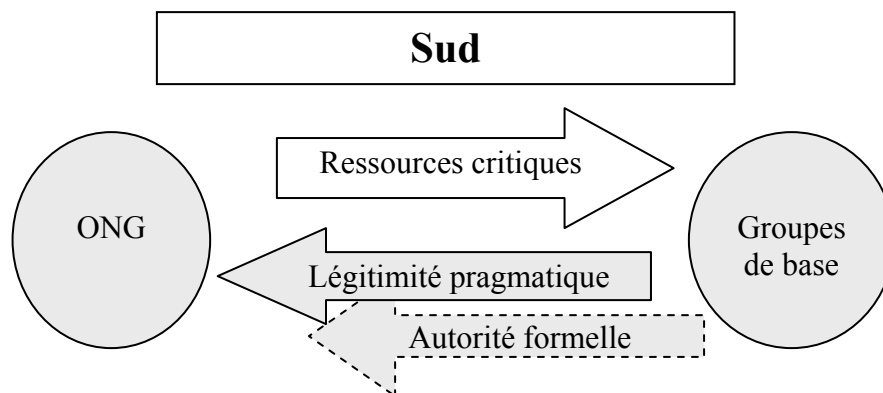 Sud
Ressources critiques
ONG
Groupes
de base
Légitimité pragmatique
Autorité formelle